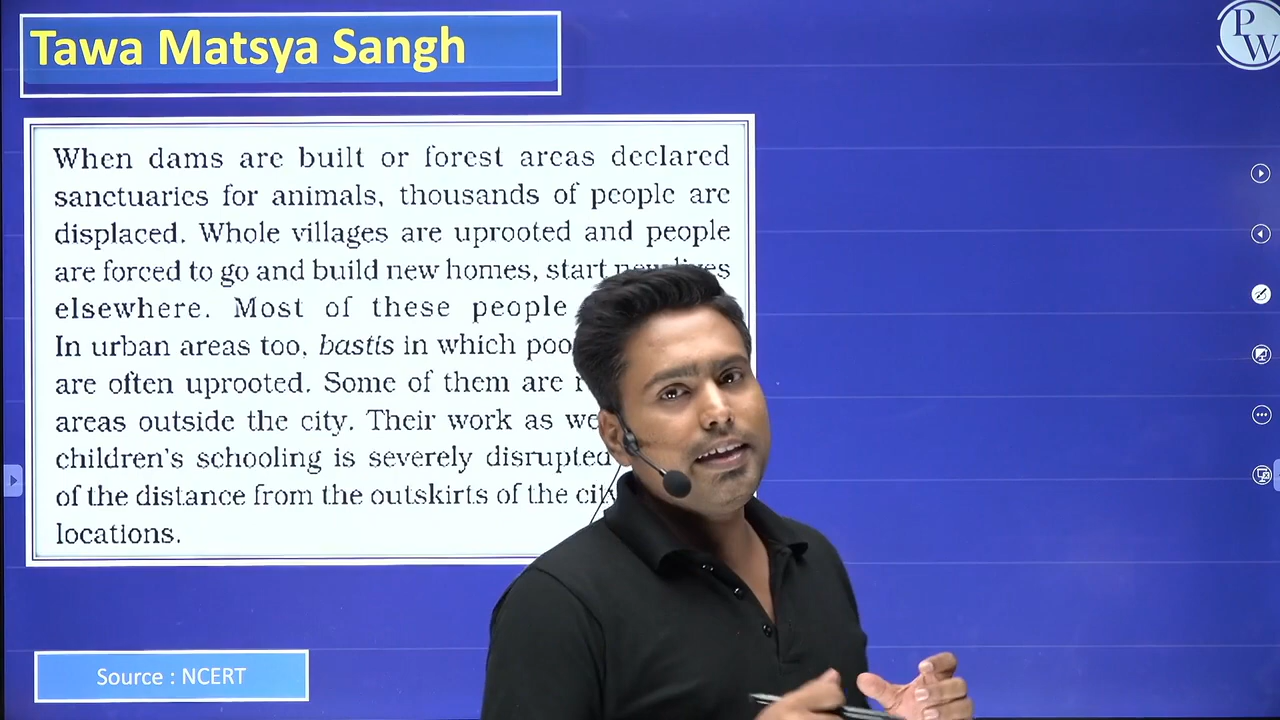 Tawa Matsya Sangh
PW
When dams are built or forest areas declared
sanctuaries for animals, thousands of people are
displaced. Whole villages are uprooted and people
are forced to go and build new homes, start new lives
elsewhere. Most of these people
In urban areas too, bastis in which
are often uprooted. Some of them are
areas outside the city. Their work as
children's schooling is severely disrupted
of the distance from the outskirts of the
locations.
Source : NCERT